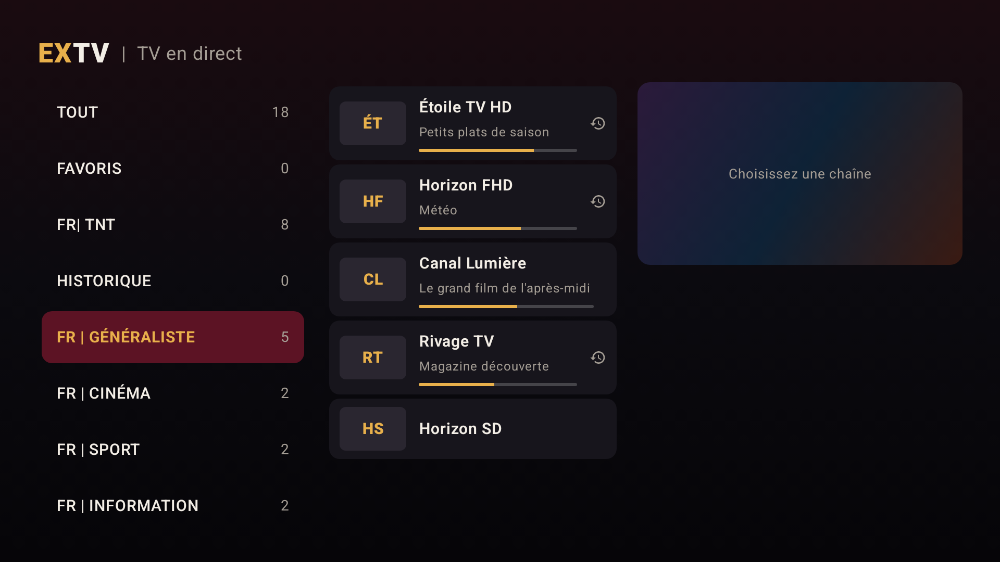 EXTV | TV en direct
TOUT 18
FAVORIS 0
FR| TNT 8
HISTORIQUE 0
FR | GÉNÉRALISTE 5
FR | CINÉMA 2
FR | SPORT 2
FR | INFORMATION 2
ÉT
Étoile TV HD
Petits plats de saison
HF
Horizon FHD
Météo
CL
Canal Lumière
Le grand film de l'après-midi
RT
Rivage TV
Magazine découverte
HS
Horizon SD
Choisissez une chaîne